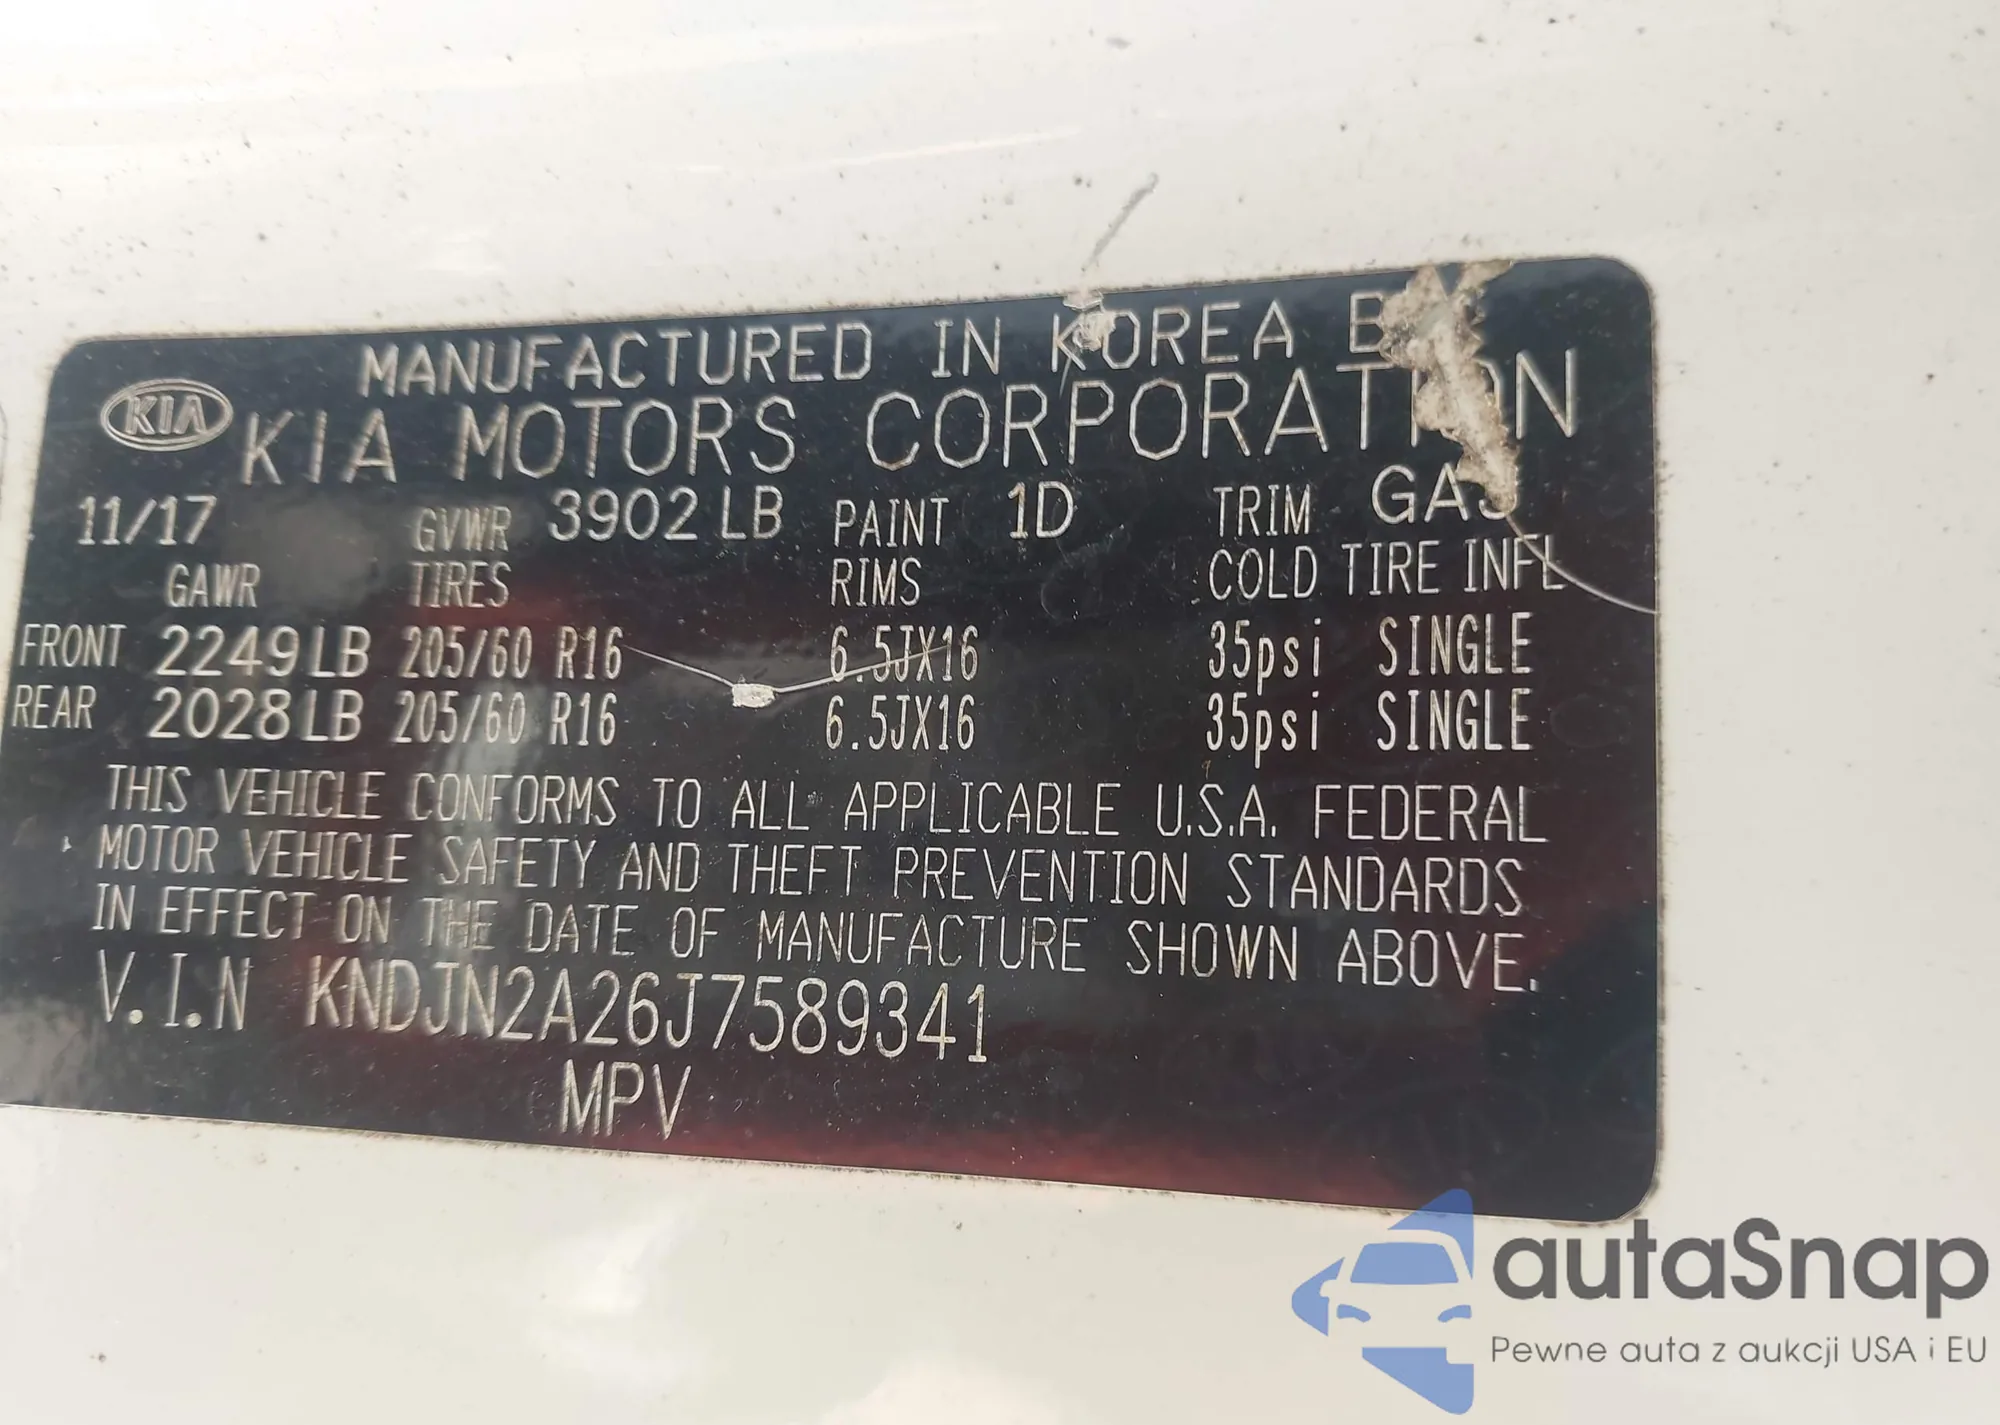 MANUFACTURED IN KOREA BY
KIA
KIA MOTORS CORPORATION
11/17 GVWR 3902 LB PAINT 1D TRIM GAS
GAWR TIRES RIMS COLD TIRE INFL
FRONT 2249 LB 205/60 R16 6.5JX16 35psi SINGLE
REAR 2028 LB 205/60 R16 6.5JX16 35psi SINGLE
THIS VEHICLE CONFORMS TO ALL APPLICABLE U.S.A. FEDERAL
MOTOR VEHICLE SAFETY AND THEFT PREVENTION STANDARDS
IN EFFECT ON THE DATE OF MANUFACTURE SHOWN ABOVE.
V.I.N KNDJN2A26J7589341
MPV
autaSnap
Pewne auta z aukcji USA i EU